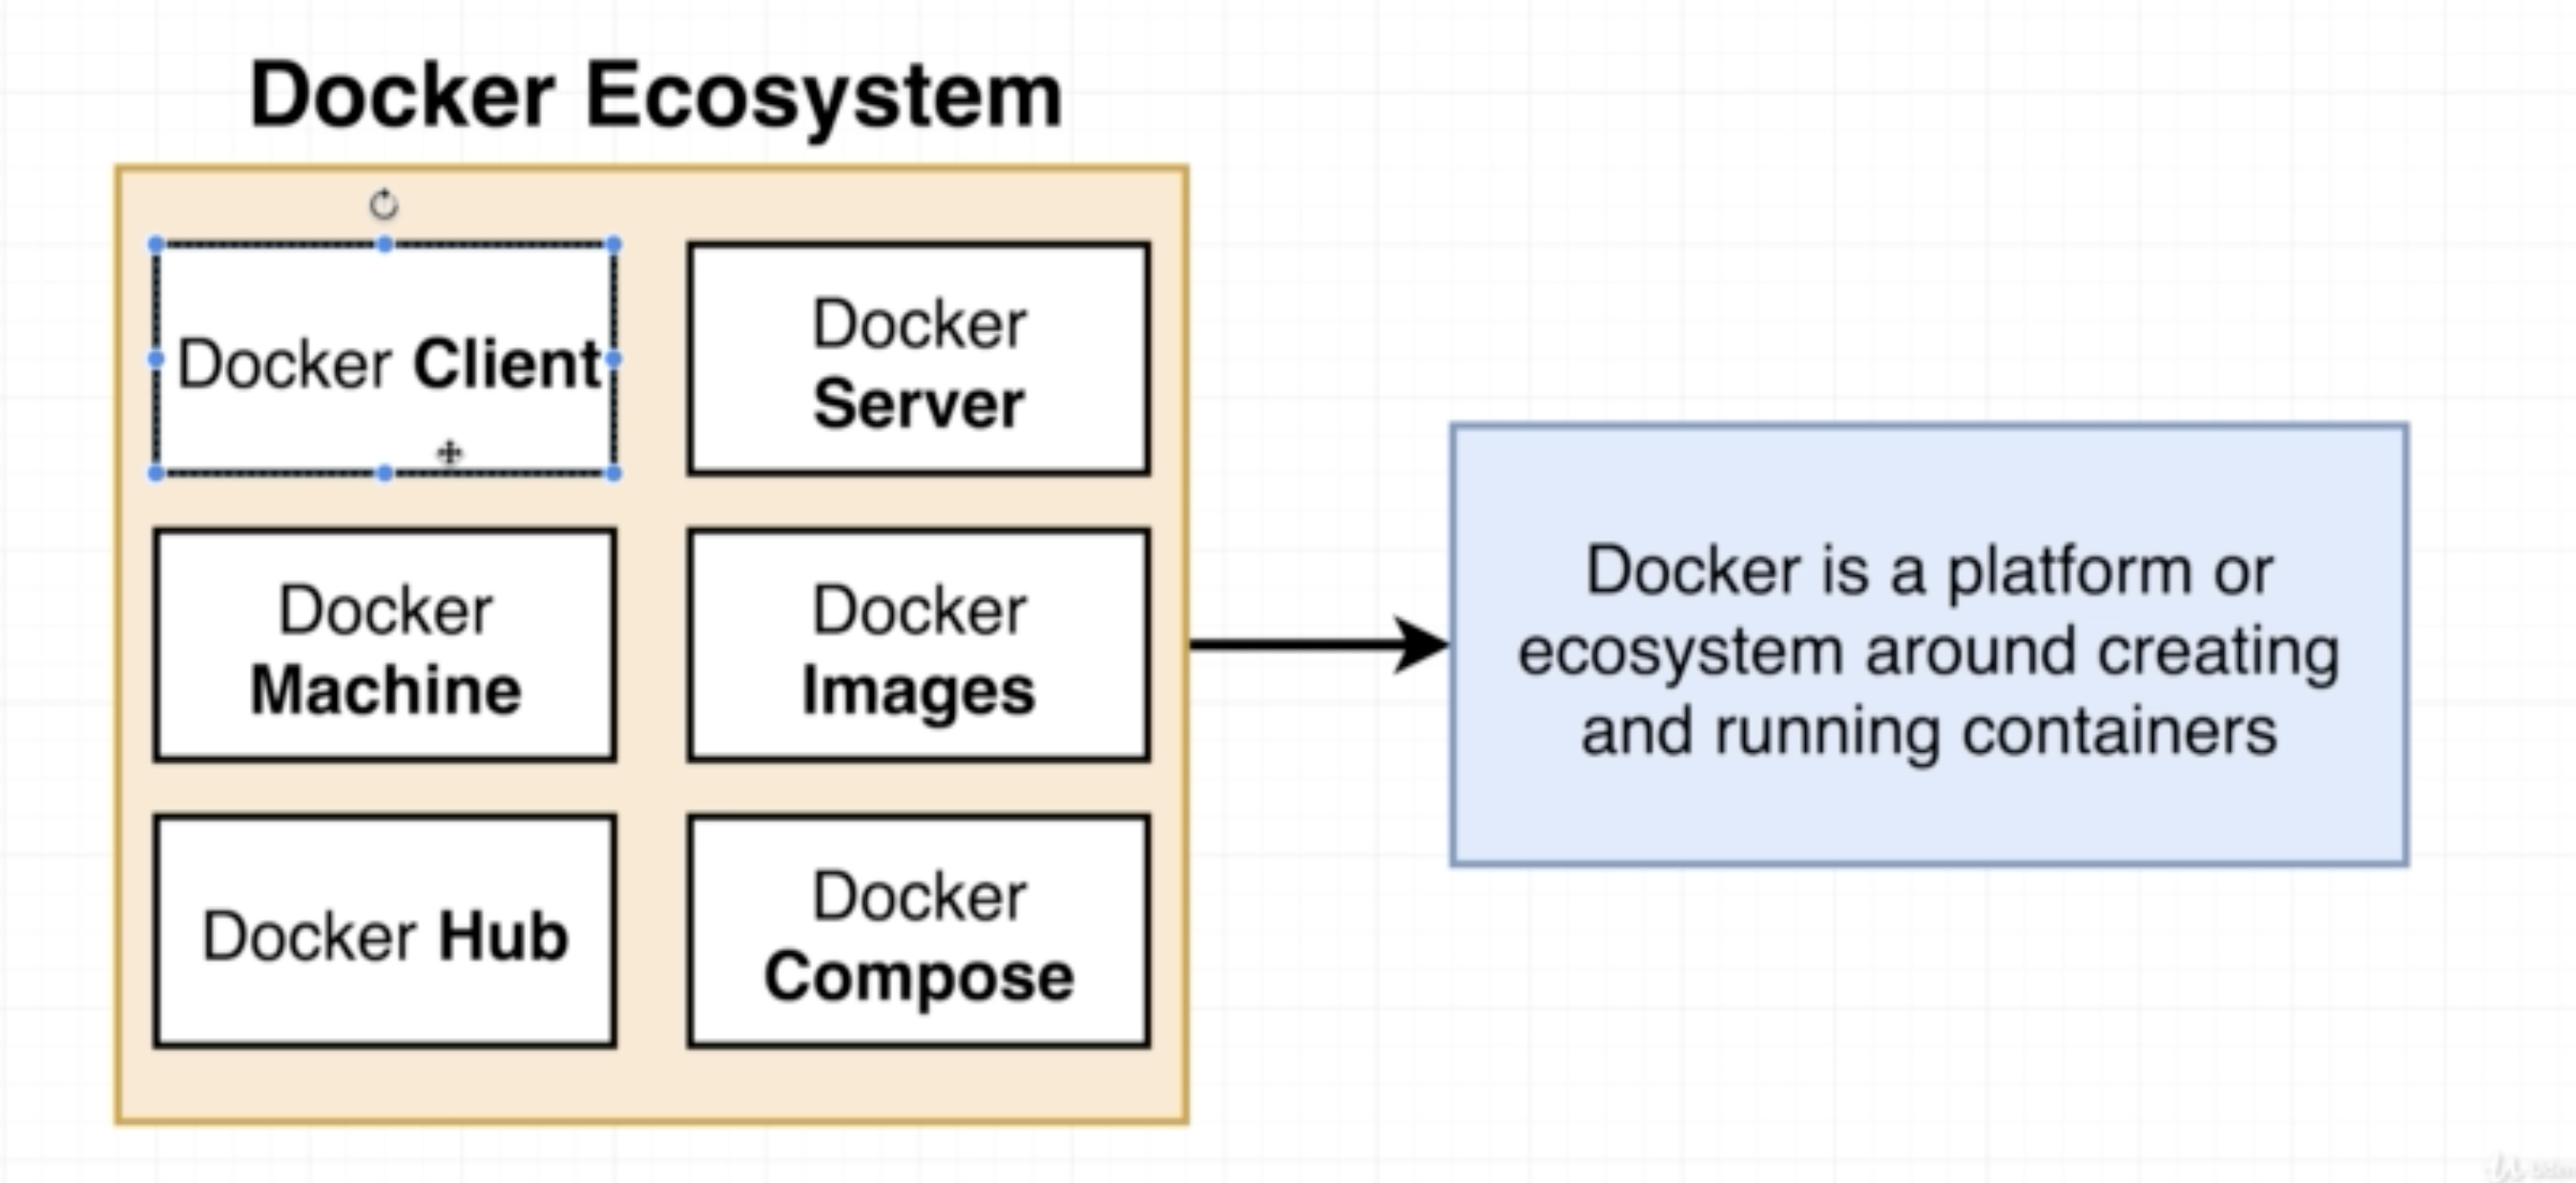 Docker Ecosystem
Docker Client
Docker
Server
Docker
Machine
Docker
Images
Docker Hub
Docker
Compose
Docker is a platform or
ecosystem around creating
and running containers